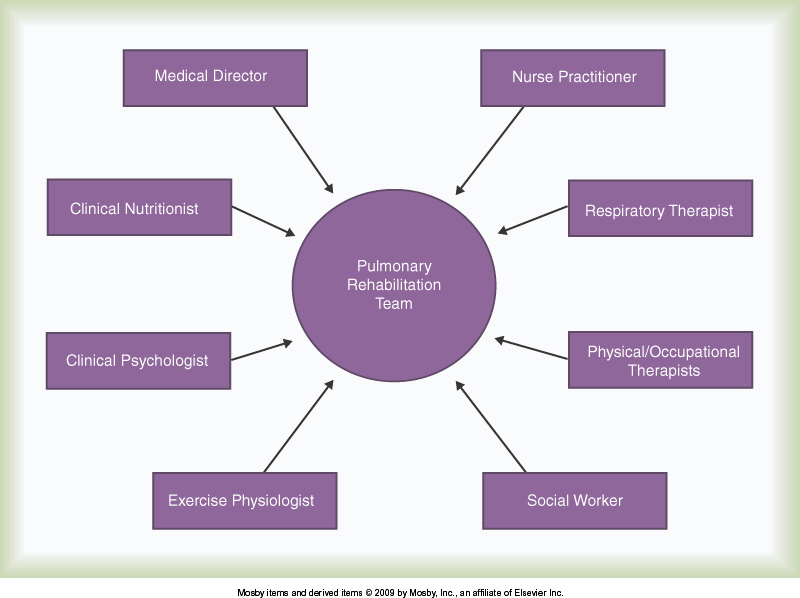 Medical Director
Nurse Practitioner
Clinical Nutritionist
Respiratory Therapist
Pulmonary
Rehabilitation
Team
Clinical Psychologist
Physical/Occupational
Therapists
Exercise Physiologist
Social Worker
Mosby items and derived items © 2009 by Mosby, Inc., an affiliate of Elsevier Inc.